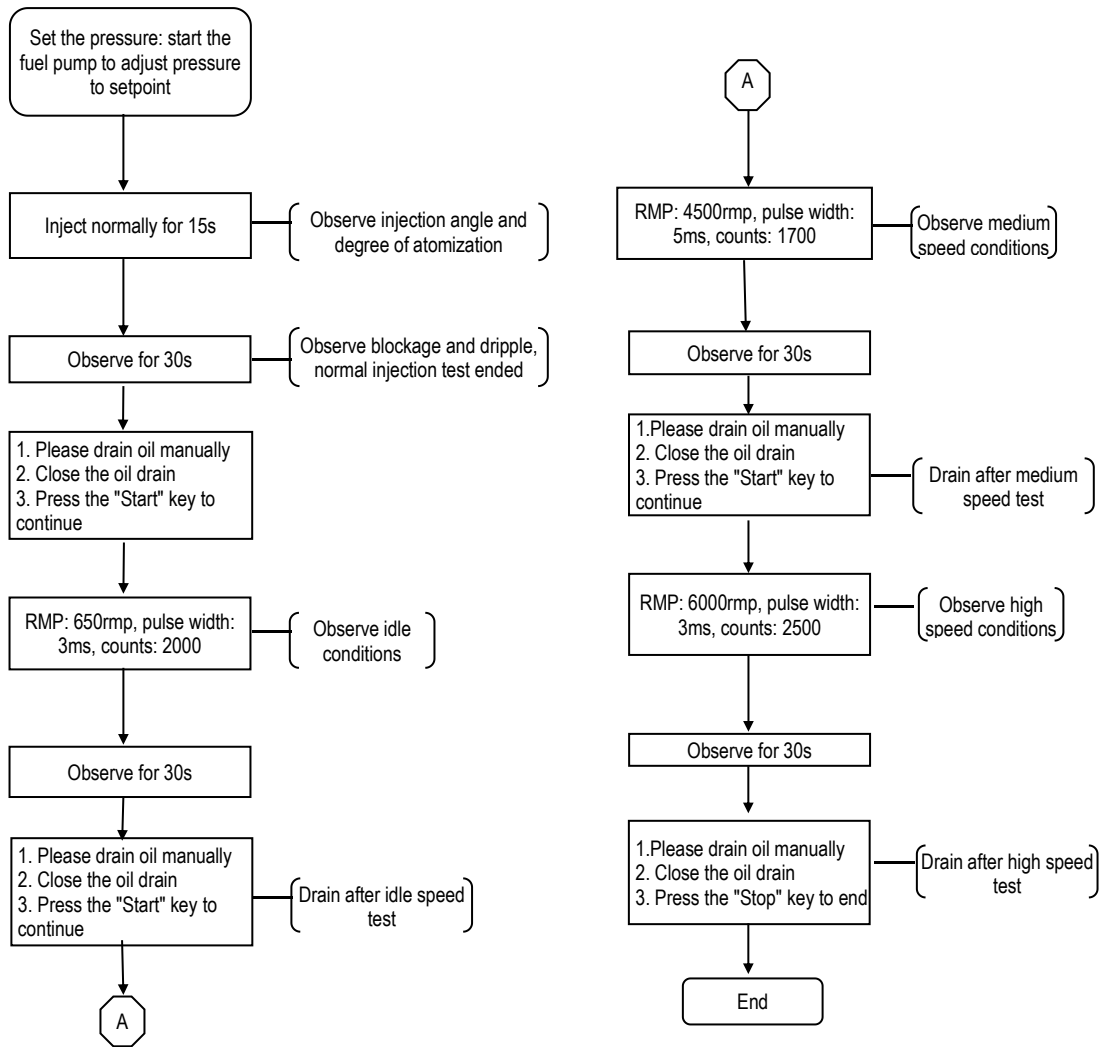 Set the pressure: start the
fuel pump to adjust pressure
to setpoint
Inject normally for 15s
Observe injection angle and
degree of atomization
Observe for 30s
Observe blockage and dripple,
normal injection test ended
1. Please drain oil manually
2. Close the oil drain
3. Press the "Start" key to
continue
RMP: 650rmp, pulse width:
3ms, counts: 2000
Observe idle
conditions
Observe for 30s
1. Please drain oil manually
2. Close the oil drain
3. Press the "Start" key to
continue
Drain after idle speed
test
A
A
RMP: 4500rmp, pulse width:
5ms, counts: 1700
Observe medium
speed conditions
Observe for 30s
1.Please drain oil manually
2. Close the oil drain
3. Press the "Start" key to
continue
Drain after medium
speed test
RMP: 6000rmp, pulse width:
3ms, counts: 2500
Observe high
speed conditions
Observe for 30s
1.Please drain oil manually
2. Close the oil drain
3. Press the "Stop" key to end
Drain after high speed
test
End